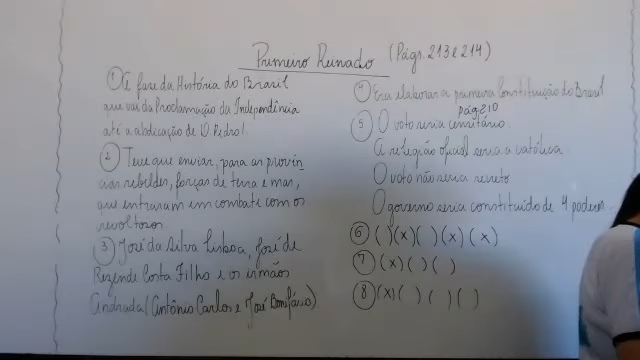 Primeiro Reinado (Págs. 213 e 214)
1 A fase da História do Brasil
que vai da Proclamação da Independência
até a abdicação de D. Pedro I.
2 Teve que enviar, para as provín
cias rebeldes, forças de terra e mar,
que entraram em combate com os
revoltosos.
3 José da Silva Lisboa, José de
Rezende Costa Filho e os irmãos
Andrada (Antônio Carlos e José Bonifácio)
4 Era elaborar a primeira Constituição do Brasil
pág 210
5 O voto seria censitário.
A religião oficial seria a católica.
O voto não seria secreto
O governo seria constituído de 4 poderes.
6 ( ) (x) ( ) (x) (x)
7 (x) ( ) ( )
8 (x) ( ) ( ) ( )